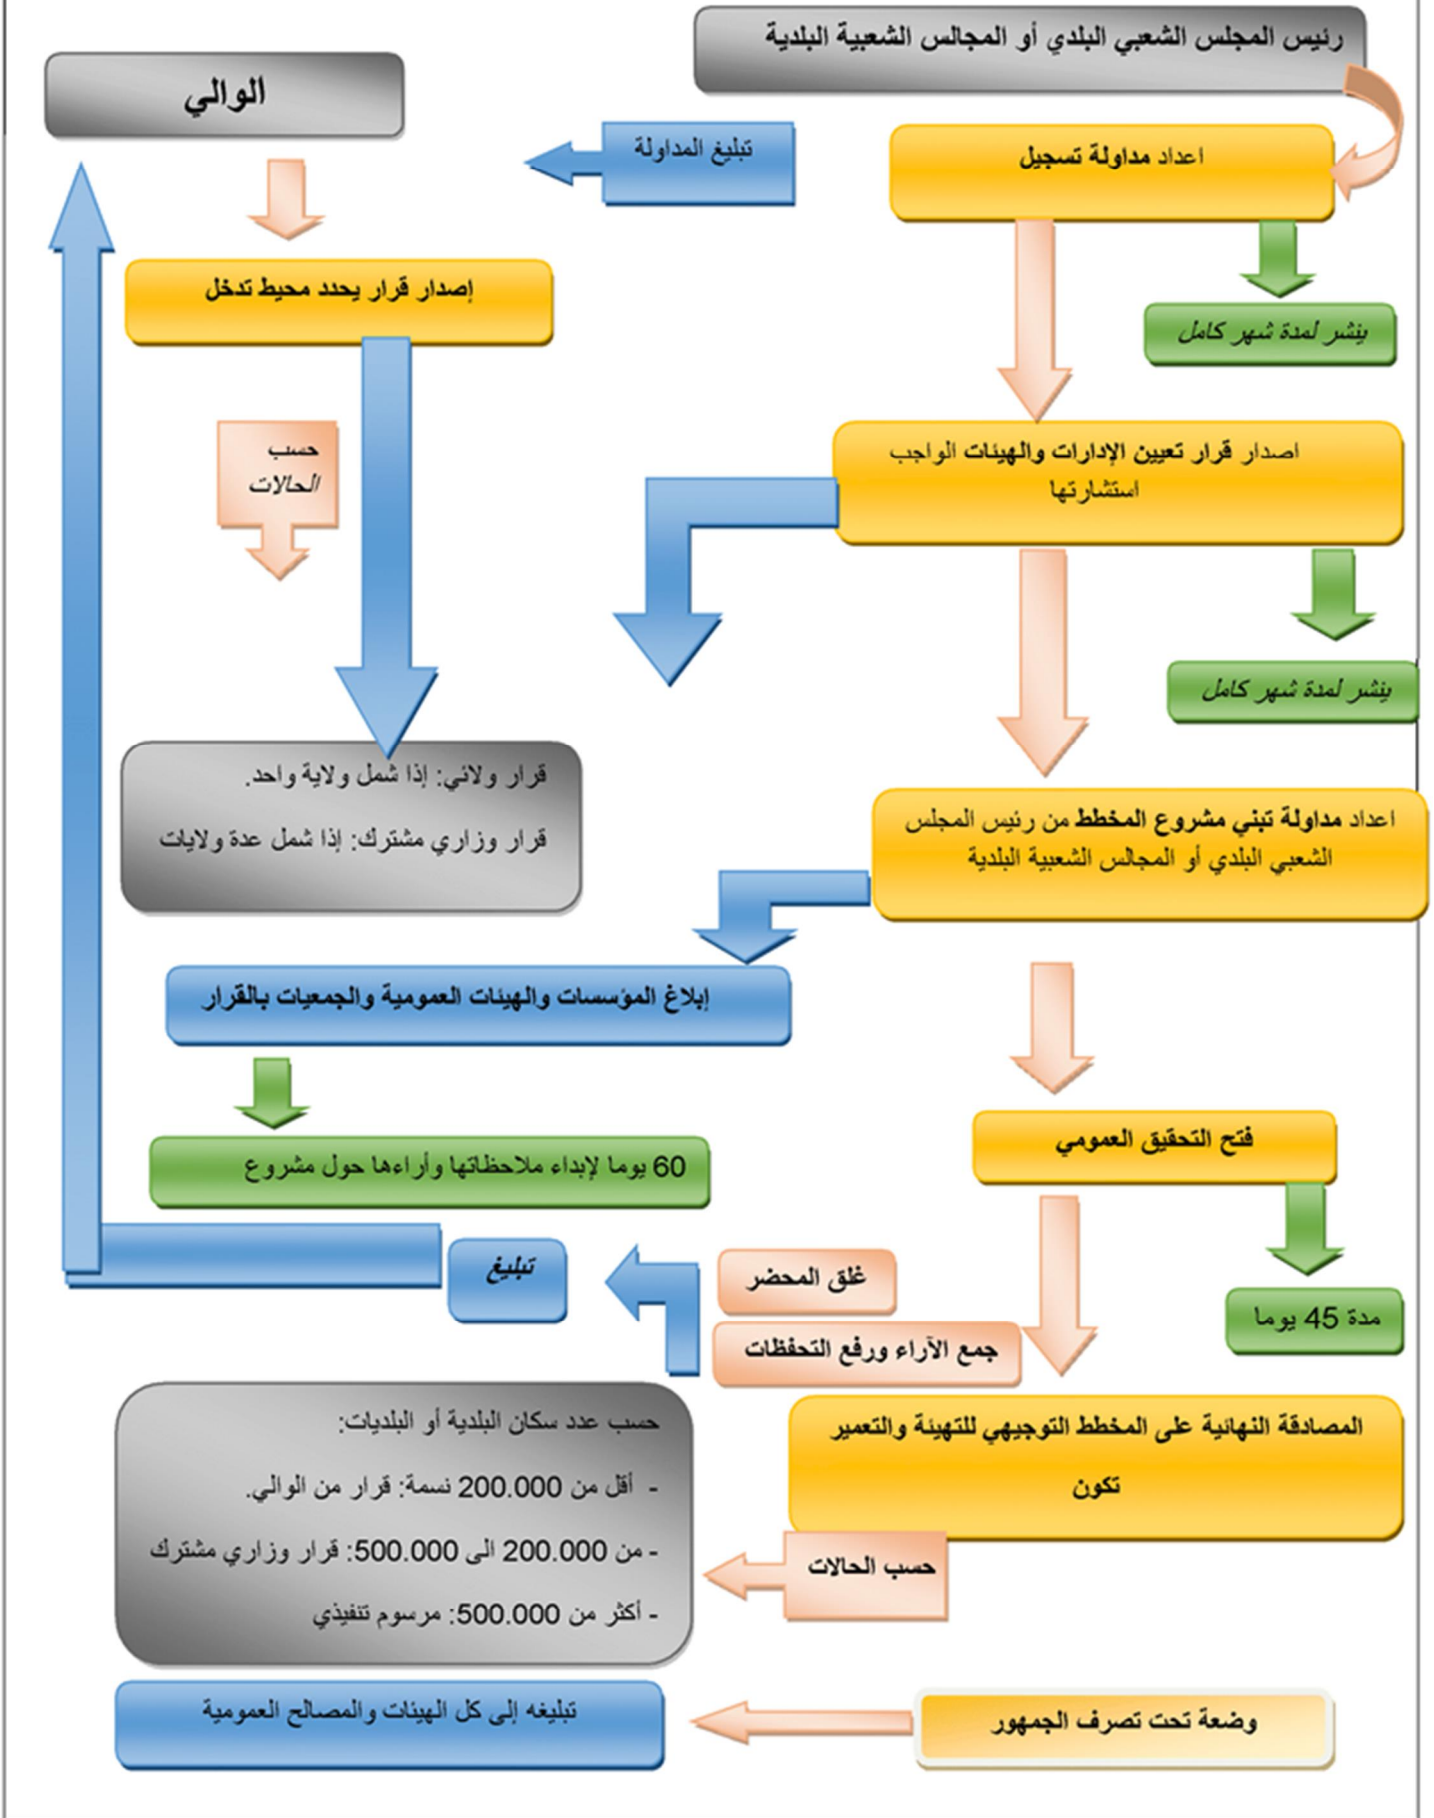 رئيس المجلس الشعبي البلدي أو المجالس الشعبية البلدية
الوالي
اعداد مداولة تسجيل
تبليغ المداولة
إصدار قرار يحدد محيط تدخل
ينشر لمدة شهر كامل
حسب
الحالات
اصدار قرار تعيين الإدارات والهيئات الواجب
استشارتها
ينشر لمدة شهر كامل
قرار ولائي: إذا شمل ولاية واحد.
قرار وزاري مشترك: إذا شمل عدة ولايات
اعداد مداولة تبني مشروع المخطط من رئيس المجلس
الشعبي البلدي أو المجالس الشعبية البلدية
إبلاغ المؤسسات والهيئات العمومية والجمعيات بالقرار
فتح التحقيق العمومي
60 يوما لإبداء ملاحظاتها وأراءها حول مشروع
مدة 45 يوما
غلق المحضر
تبليغ
جمع الآراء ورفع التحفظات
المصادقة النهائية على المخطط التوجيهي للتهيئة والتعمير
تكون
حسب الحالات
حسب عدد سكان البلدية أو البلديات:
- أقل من 200.000 نسمة: قرار من الوالي.
- من 200.000 الى 500.000: قرار وزاري مشترك
- أكثر من 500.000: مرسوم تنفيذي
وضعة تحت تصرف الجمهور
تبليغه إلى كل الهيئات والمصالح العمومية